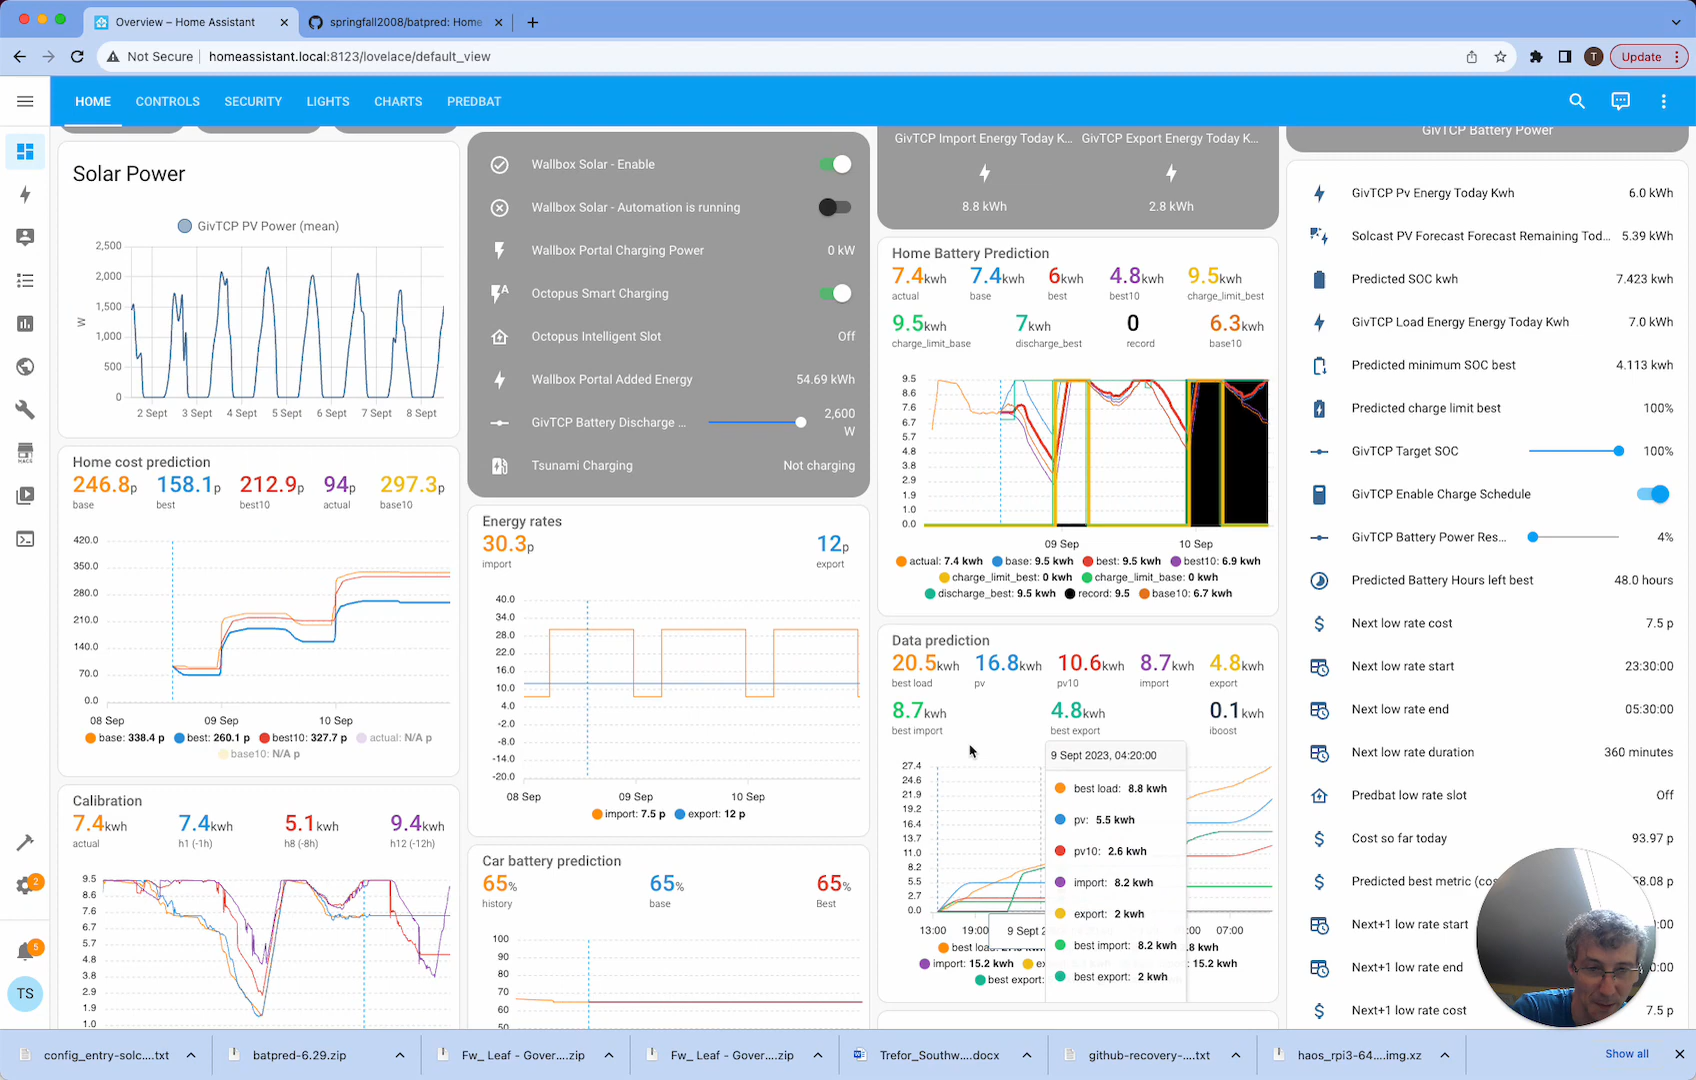 Overview – Home Assistant
springfall2008/batpred: Home
Not Secure
homeassistant.local:8123/lovelace/default_view
T
Update
HOME
CONTROLS
SECURITY
LIGHTS
CHARTS
PREDBAT
HACS
2
5
TS
Solar Power
GivTCP PV Power (mean)
2,500
2,000
1,500
1,000
500
0
W
2 Sept 3 Sept 4 Sept 5 Sept 6 Sept 7 Sept 8 Sept
Home cost prediction
246.8p 158.1p 212.9p 94p 297.3p
base best best10 actual base10
420.0
350.0
280.0
210.0
140.0
70.0
0.0
08 Sep 09 Sep 10 Sep
base: 338.4 p best: 260.1 p best10: 327.7 p actual: N/A p
base10: N/A p
Calibration
7.4kwh 7.4kwh 5.1kwh 9.4kwh
actual h1 (-1h) h8 (-8h) h12 (-12h)
9.5
8.6
7.6
6.7
5.7
4.8
3.8
2.9
1.9
1.0
Wallbox Solar - Enable
Wallbox Solar - Automation is running
Wallbox Portal Charging Power 0 kW
Octopus Smart Charging
Octopus Intelligent Slot Off
Wallbox Portal Added Energy 54.69 kWh
GivTCP Battery Discharge ... 2,600 W
Tsunami Charging Not charging
Energy rates
30.3p 12p
import export
40.0
34.0
28.0
22.0
16.0
10.0
4.0
-2.0
-8.0
-14.0
-20.0
08 Sep 09 Sep 10 Sep
import: 7.5 p export: 12 p
Car battery prediction
65% 65% 65%
history base Best
100
90
80
70
60
50
GivTCP Import Energy Today K... GivTCP Export Energy Today K...
8.8 kWh 2.8 kWh
Home Battery Prediction
7.4kwh 7.4kwh 6kwh 4.8kwh 9.5kwh
actual base best best10 charge_limit_best
9.5kwh 7kwh 0 6.3kwh
charge_limit_base discharge_best record base10
9.5
8.6
7.6
6.7
5.7
4.8
3.8
2.9
1.9
1.0
0.0
09 Sep 10 Sep
actual: 7.4 kwh base: 9.5 kwh best: 9.5 kwh best10: 6.9 kwh
charge_limit_best: 0 kwh charge_limit_base: 0 kwh
discharge_best: 9.5 kwh record: 9.5 base10: 6.7 kwh
Data prediction
20.5kwh 16.8kwh 10.6kwh 8.7kwh 4.8kwh
best load pv pv10 import export
8.7kwh 4.8kwh 0.1kwh
best import best export iboost
27.4
24.6
21.9
19.2
16.4
13.7
11.0
8.2
5.5
2.7
0.0
13:00 19:00 9 Sept 2 :00 07:00
best loa .8 kwh
import: 15.2 kwh ex 15.2 kwh
best export:
9 Sept 2023, 04:20:00
best load: 8.8 kwh
pv: 5.5 kwh
pv10: 2.6 kwh
import: 8.2 kwh
export: 2 kwh
best import: 8.2 kwh
best export: 2 kwh
GivTCP Battery Power
GivTCP Pv Energy Today Kwh 6.0 kWh
Solcast PV Forecast Forecast Remaining Tod... 5.39 kWh
Predicted SOC kwh 7.423 kwh
GivTCP Load Energy Energy Today Kwh 7.0 kWh
Predicted minimum SOC best 4.113 kwh
Predicted charge limit best 100%
GivTCP Target SOC 100%
GivTCP Enable Charge Schedule
GivTCP Battery Power Res... 4%
Predicted Battery Hours left best 48.0 hours
Next low rate cost 7.5 p
Next low rate start 23:30:00
Next low rate end 05:30:00
Next low rate duration 360 minutes
Predbat low rate slot Off
Cost so far today 93.97 p
Predicted best metric (cos 58.08 p
Next+1 low rate start :00
Next+1 low rate end 0:00
Next+1 low rate cost 7.5 p
config_entry-solc....txt
batpred-6.29.zip
Fw_ Leaf - Gover....zip
Fw_ Leaf - Gover....zip
Trefor_Southw....docx
github-recovery-....txt
haos_rpi3-64....img.xz
Show all